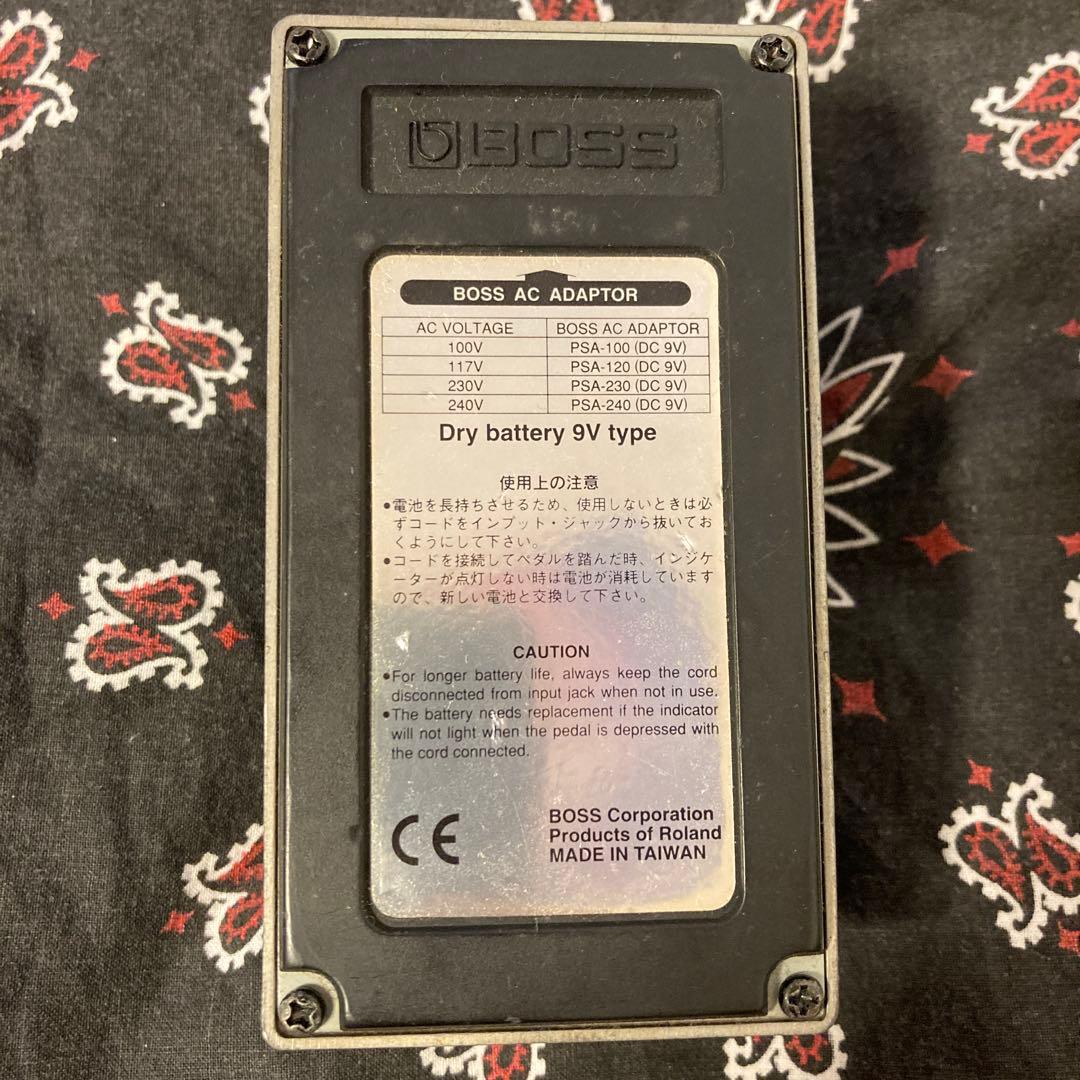 BOSS
BOSS AC ADAPTOR
AC VOLTAGE BOSS AC ADAPTOR
100V PSA-100 (DC 9V)
117V PSA-120 (DC 9V)
230V PSA-230 (DC 9V)
240V PSA-240 (DC 9V)
Dry battery 9V type
使用上の注意
●電池を長持ちさせるため、使用しないときは必
ずコードをインプット・ジャックから抜いてお
くようにして下さい。
●コードを接続してペダルを踏んだ時、インジケ
ーターが点灯しない時は電池が消耗しています
ので、新しい電池と交換して下さい。
CAUTION
●For longer battery life, always keep the cord
disconnected from input jack when not in use.
●The battery needs replacement if the indicator
will not light when the pedal is depressed with
the cord connected.
CE
BOSS Corporation
Products of Roland
MADE IN TAIWAN